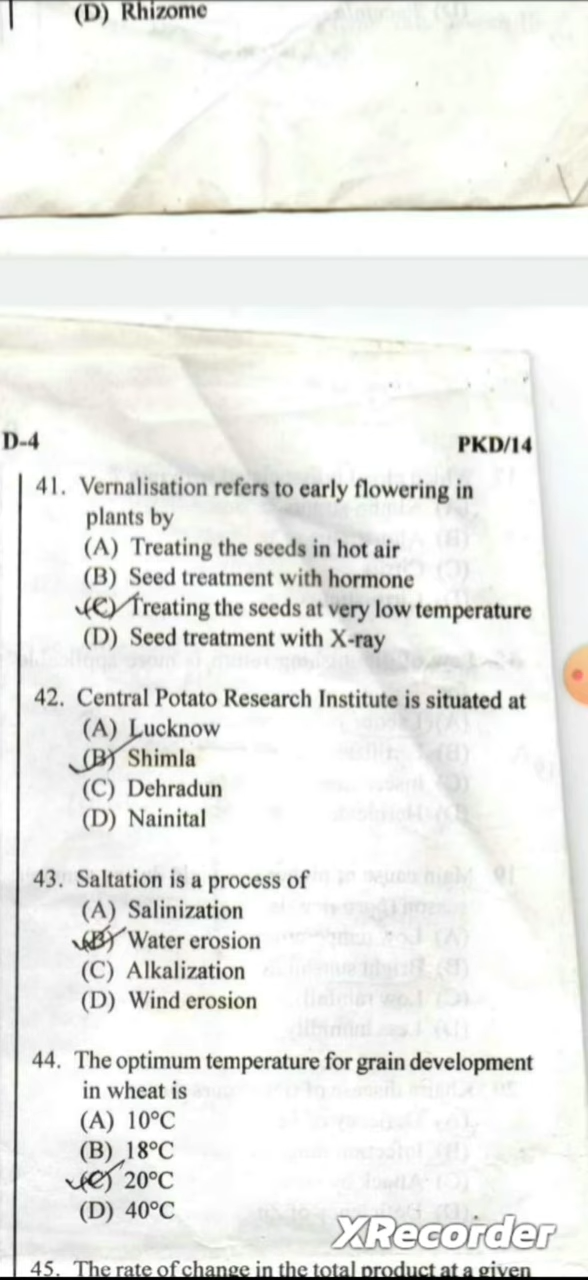 (D) Rhizome
D-4
PKD/14
41. Vernalisation refers to early flowering in
plants by
(A) Treating the seeds in hot air
(B) Seed treatment with hormone
(C) Treating the seeds at very low temperature
(D) Seed treatment with X-ray
42. Central Potato Research Institute is situated at
(A) Lucknow
(B) Shimla
(C) Dehradun
(D) Nainital
43. Saltation is a process of
(A) Salinization
(B) Water erosion
(C) Alkalization
(D) Wind erosion
44. The optimum temperature for grain development
in wheat is
(A) 10°C
(B) 18°C
(C) 20°C
(D) 40°C
XRecorder
45. The rate of change in the total product at a given